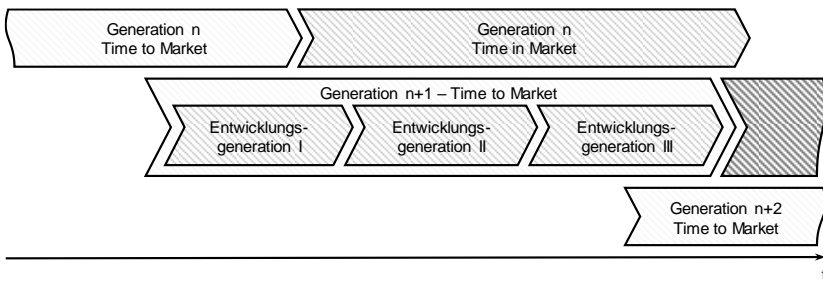 Generation n
Time to Market
Generation n
Time in Market
Generation n+1 – Time to Market
Entwicklungs-
generation I
Entwicklungs-
generation II
Entwicklungs-
generation III
Generation n+2
Time to Market
t